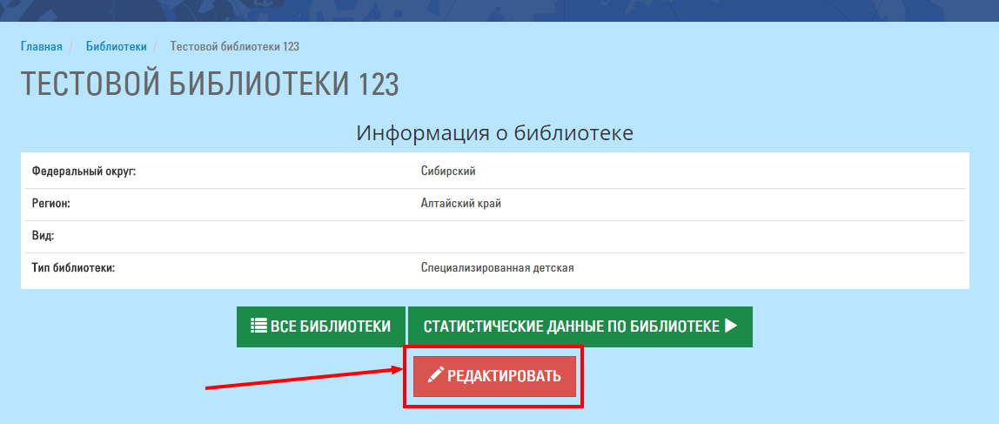 Главная / Библиотеки / Тестовой библиотеки 123
ТЕСТОВОЙ БИБЛИОТЕКИ 123
Информация о библиотеке
Федеральный округ: Сибирский
Регион: Алтайский край
Вид:
Тип библиотеки: Специализированная детская
ВСЕ БИБЛИОТЕКИ СТАТИСТИЧЕСКИЕ ДАННЫЕ ПО БИБЛИОТЕКЕ
РЕДАКТИРОВАТЬ